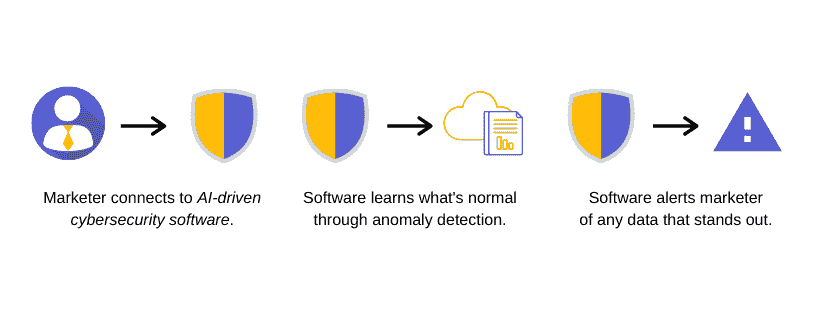 Marketer connects to AI-driven
cybersecurity software.
Software learns what's normal
through anomaly detection.
Software alerts marketer
of any data that stands out.